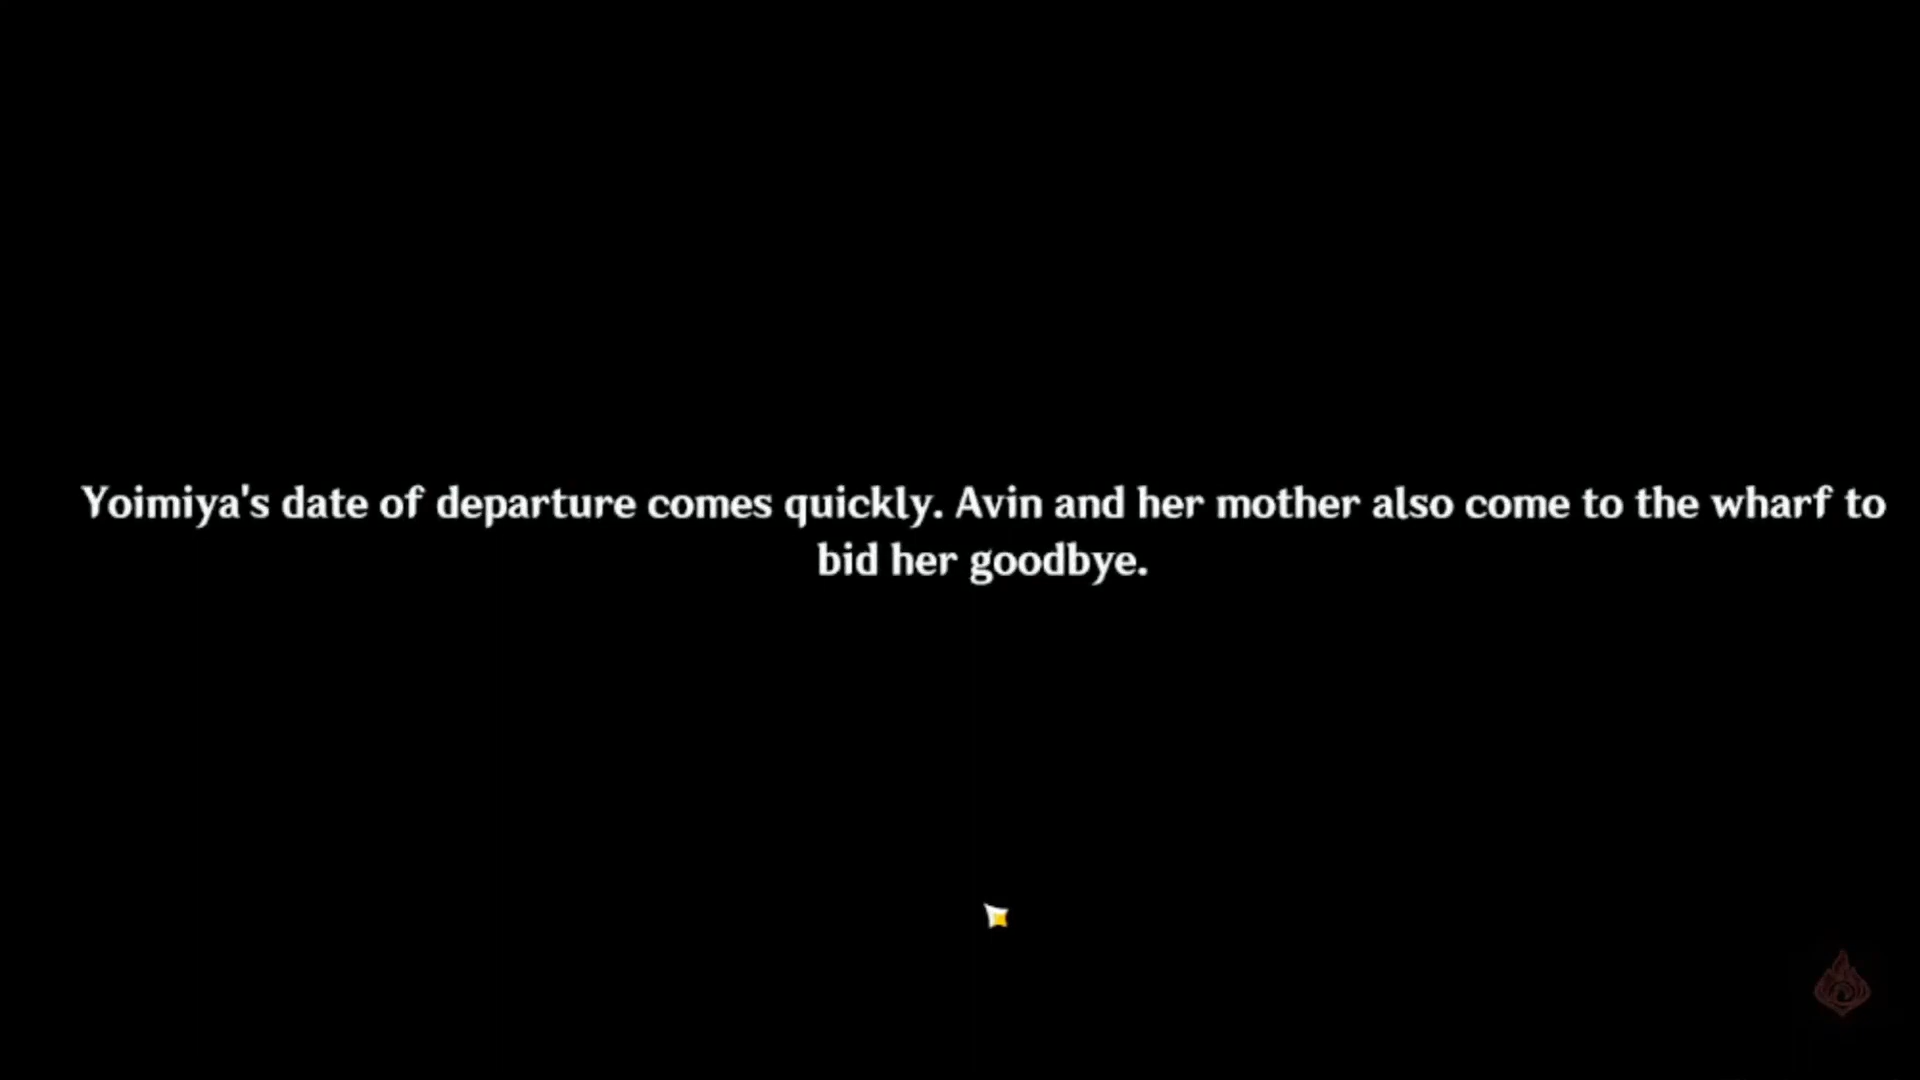 Yoimiya's date of departure comes quickly. Avin and her mother also come to the wharf to
bid her goodbye.